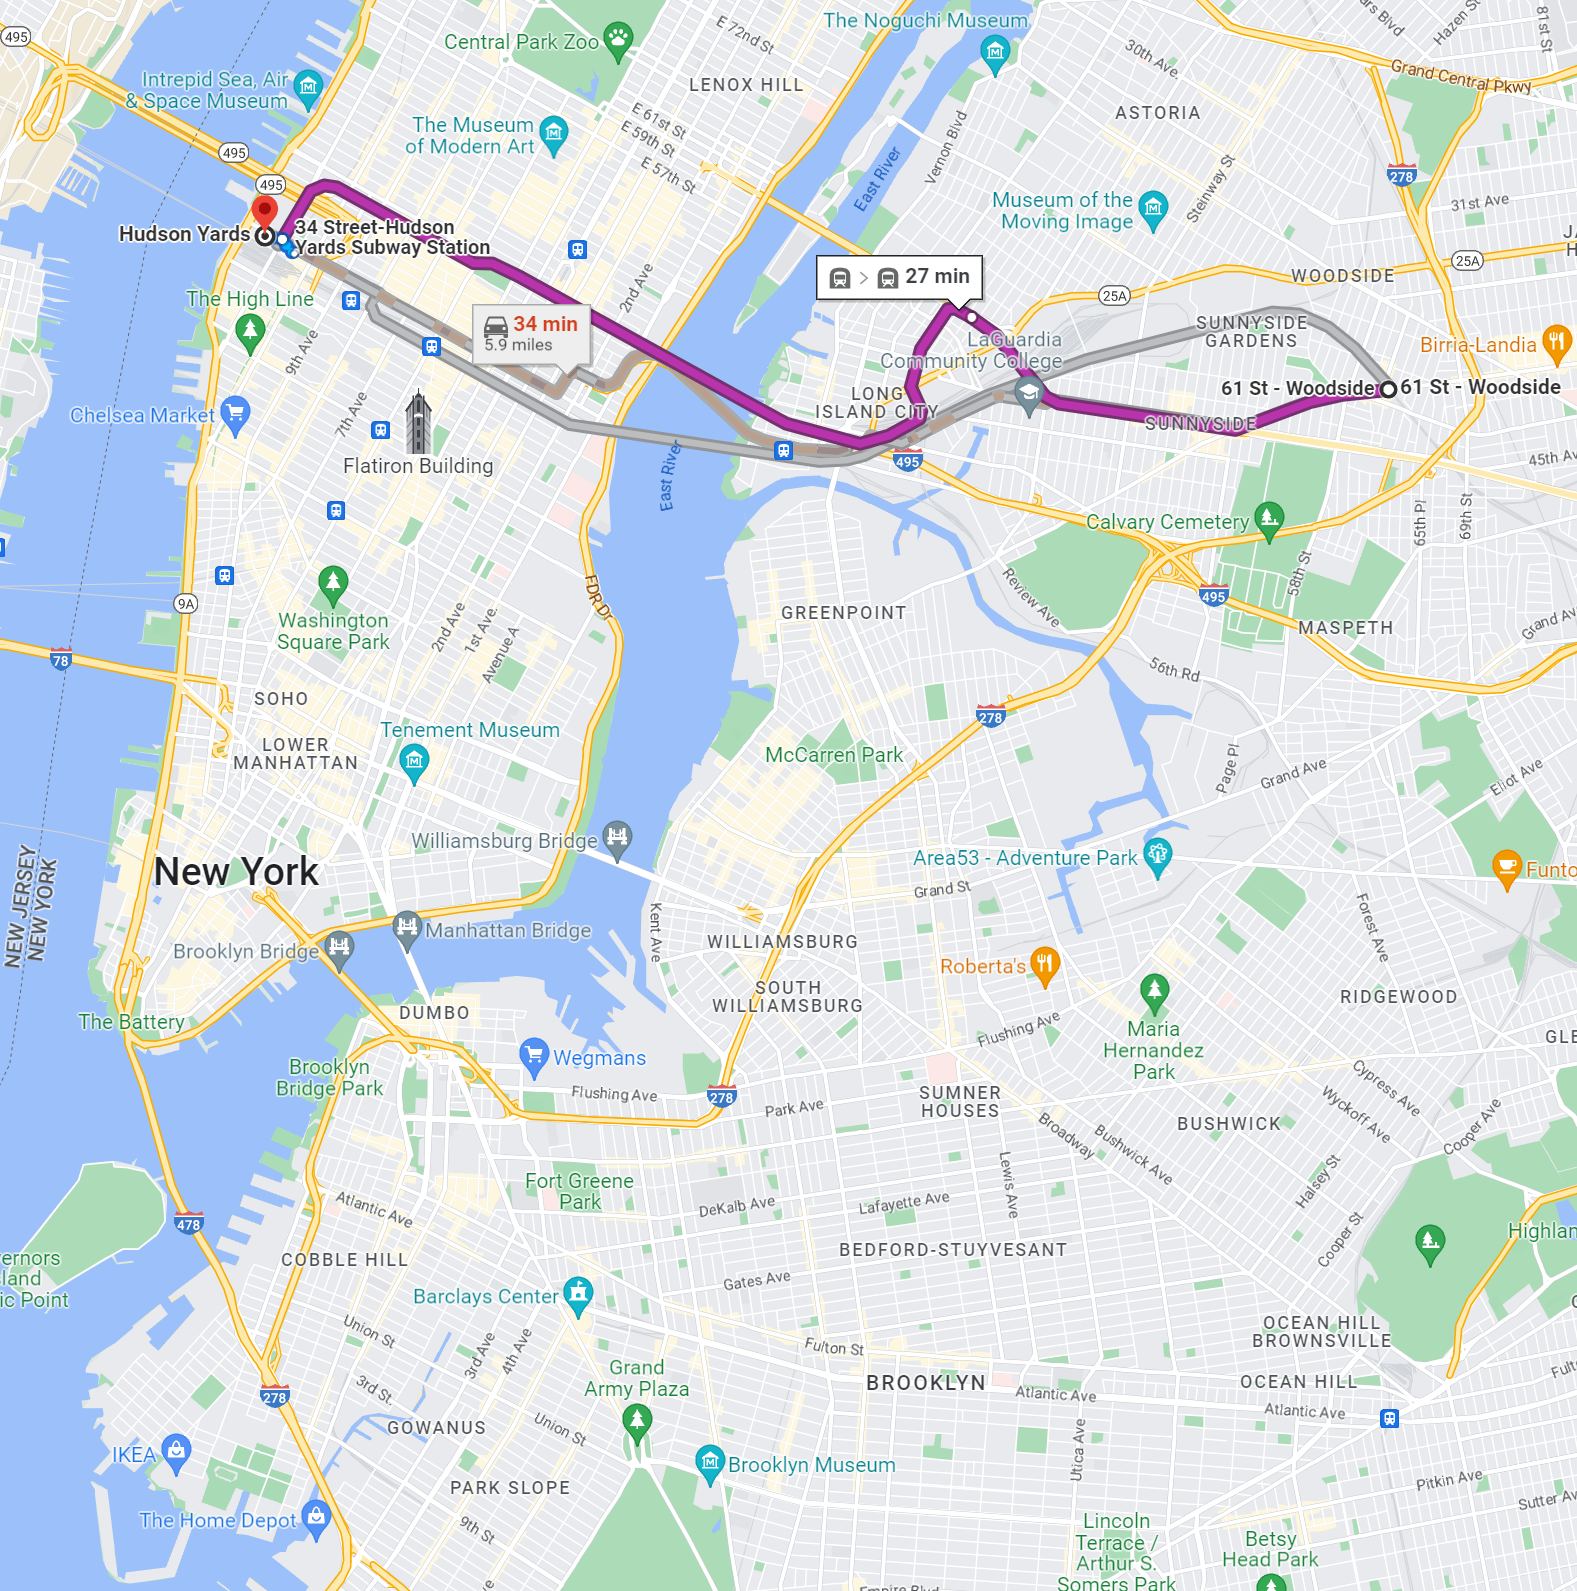 495
Central Park Zoo
E 72nd St
The Noguchi Museum
ars Blvd
Hazen St
81st St
30th Ave.
Grand Central Pkwy
Intrepid Sea, Air
& Space Museum
LENOX HILL
ASTORIA
The Museum
of Modern Art
E 61st St
E 59th St
E 57th St
Vernon Blvd
East River
495
495
278
Steinway St
31st Ave
Museum of the
Moving Image
Hudson Yards
34 Street-Hudson
Yards Subway Station
25A
27 min
WOODSIDE
25A
2nd Ave
The High Line
34 min
5.9 miles
9th Ave
LaGuardia
Community College
SUNNYSIDE
GARDENS
Birria-Landia
61 St - Woodside
61 St - Woodside
LONG
ISLAND CITY
SUNNYSIDE
Chelsea Market
7th Ave
Flatiron Building
East River
495
45th Av
Calvary Cemetery
65th Pl
69th St
58th St
9A
FDR Dr
Washington
Square Park
2nd Ave
1st Ave.
Avenue A
GREENPOINT
Review Ave
495
MASPETH
Grand Av
78
56th Rd
SOHO
278
Tenement Museum
LOWER
MANHATTAN
McCarren Park
Page Pl
Grand Ave
Eliot Ave
Williamsburg Bridge
Area53 - Adventure Park
Funto
New York
NEW JERSEY
NEW YORK
Grand St
Forest Ave
Kent Ave
Manhattan Bridge
Brooklyn Bridge
WILLIAMSBURG
Roberta's
SOUTH
WILLIAMSBURG
RIDGEWOOD
The Battery
DUMBO
Flushing Ave
Maria
Hernandez
Park
GLE
Wegmans
Brooklyn
Bridge Park
Flushing Ave
278
Park Ave
SUMNER
HOUSES
Cypress Ave
Wyckoff Ave
Cooper Ave
BUSHWICK
Broadway
Bushwick Ave
Lewis Ave
Halsey St
Fort Greene
Park
DeKalb Ave
Lafayette Ave
Atlantic Ave
478
Cooper St
Highlan
ernors
land
ic Point
COBBLE HILL
BEDFORD-STUYVESANT
Gates Ave
Barclays Center
Union St
3rd Ave
4th Ave
Fulton St
OCEAN HILL
BROWNSVILLE
Fult
Grand
Army Plaza
BROOKLYN
OCEAN HILL
278
3rd St.
Atlantic Ave
Atlantic Ave
GOWANUS
Union St
Utica Ave
IKEA
Brooklyn Museum
PARK SLOPE
Pitkin Ave
Sutter Av
The Home Depot
9th St
Lincoln
Terrace /
Arthur S.
Somers Park
Betsy
Head Park
Empire Blvd